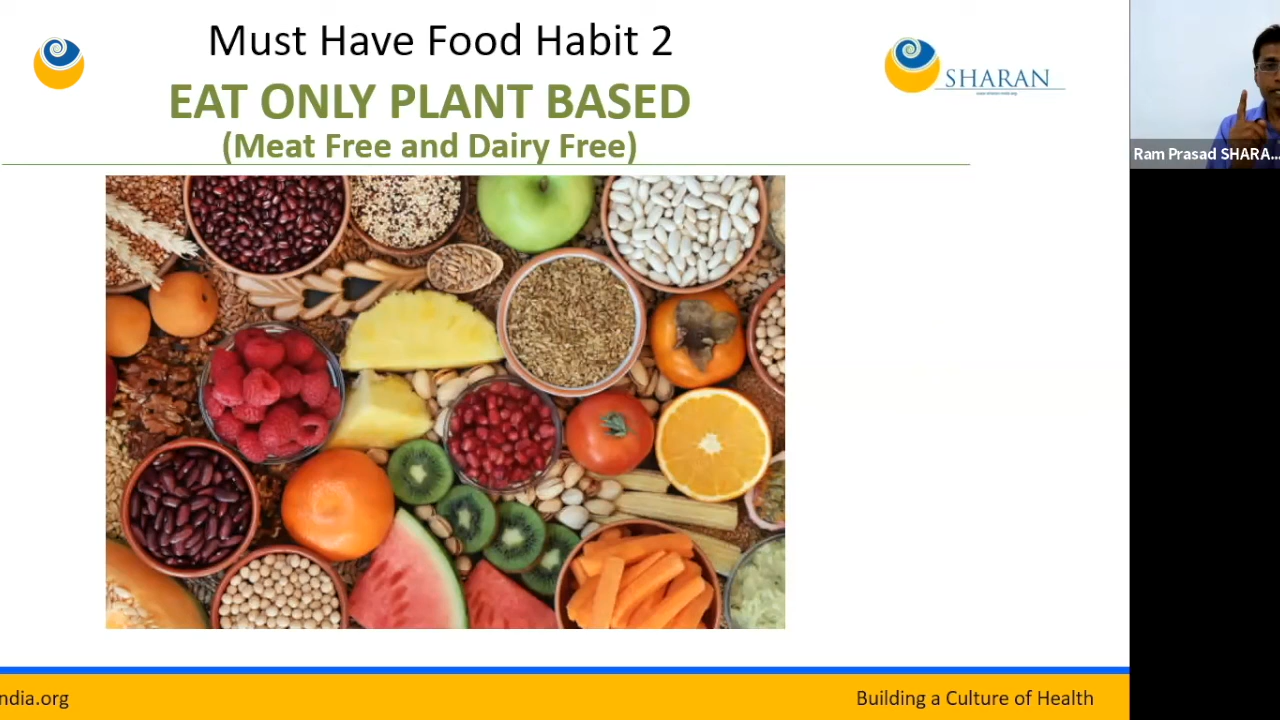 Must Have Food Habit 2
EAT ONLY PLANT BASED
(Meat Free and Dairy Free)
SHARAN
Ram Prasad SHARA...
ndia.org
Building a Culture of Health